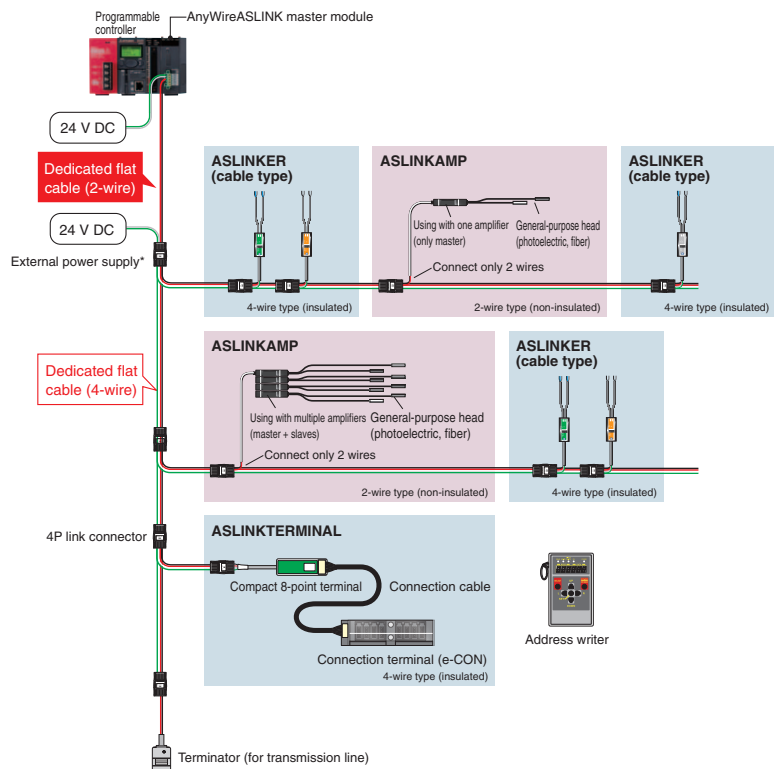 Programmable
controller
AnyWireASLINK master module
24 V DC
Dedicated flat
cable (2-wire)
24 V DC
External power supply*
ASLINKER
(cable type)
4-wire type (insulated)
ASLINKAMP
Using with one amplifier
(only master)
General-purpose head
(photoelectric, fiber)
Connect only 2 wires
2-wire type (non-insulated)
ASLINKER
(cable type)
4-wire type (insulated)
Dedicated flat
cable (4-wire)
ASLINKAMP
Using with multiple amplifiers
(master + slaves)
General-purpose head
(photoelectric, fiber)
Connect only 2 wires
2-wire type (non-insulated)
ASLINKER
(cable type)
4-wire type (insulated)
4P link connector
ASLINKTERMINAL
Compact 8-point terminal
Connection cable
Connection terminal (e-CON)
4-wire type (insulated)
Address writer
Terminator (for transmission line)